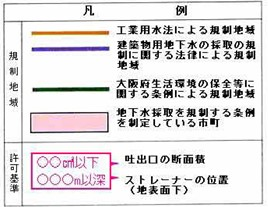 凡例
規制地域
工業用水法による規制地域
建築物用地下水の採取の規制
に関する法律による規制
地域
大阪府生活環境の保全等に
関する条例による規制地域
地下水採取を規制する条例
を制定している市町
許可基準
○○cm²以下
○○○m以深
吐出口の断面積
ストレーナーの位置
(地表面下)